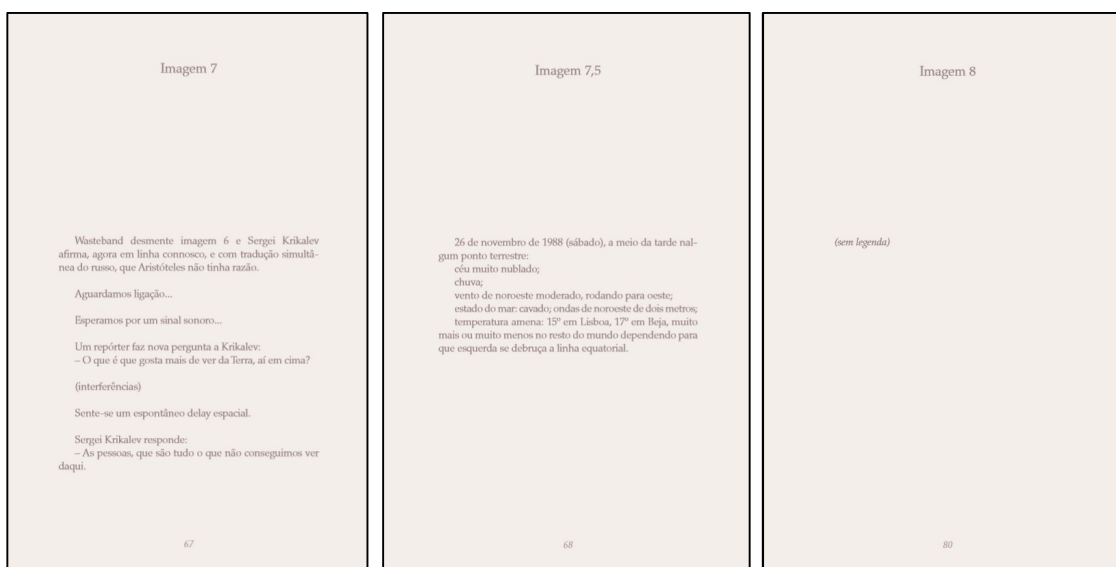 Imagem 7
Wasteband desmente imagem 6 e Sergei Krikalev
afirma, agora em linha connosco, e com tradução simultâ-
nea do russo, que Aristóteles não tinha razão.
Aguardamos ligação...
Esperamos por um sinal sonoro...
Um repórter faz nova pergunta a Krikalev:
– O que é que gosta mais de ver da Terra, aí em cima?
(interferências)
Sente-se um espontâneo delay espacial.
Sergei Krikalev responde:
– As pessoas, que são tudo o que não conseguimos ver
daqui.
67
Imagem 7,5
26 de novembro de 1988 (sábado), a meio da tarde nal-
gum ponto terrestre:
céu muito nublado;
chuva;
vento de noroeste moderado, rodando para oeste;
estado do mar: cavado; ondas de noroeste de dois metros;
temperatura amena: 15º em Lisboa, 17º em Beja, muito
mais ou muito menos no resto do mundo dependendo para
que esquerda se debruça a linha equatorial.
68
Imagem 8
(sem legenda)
80